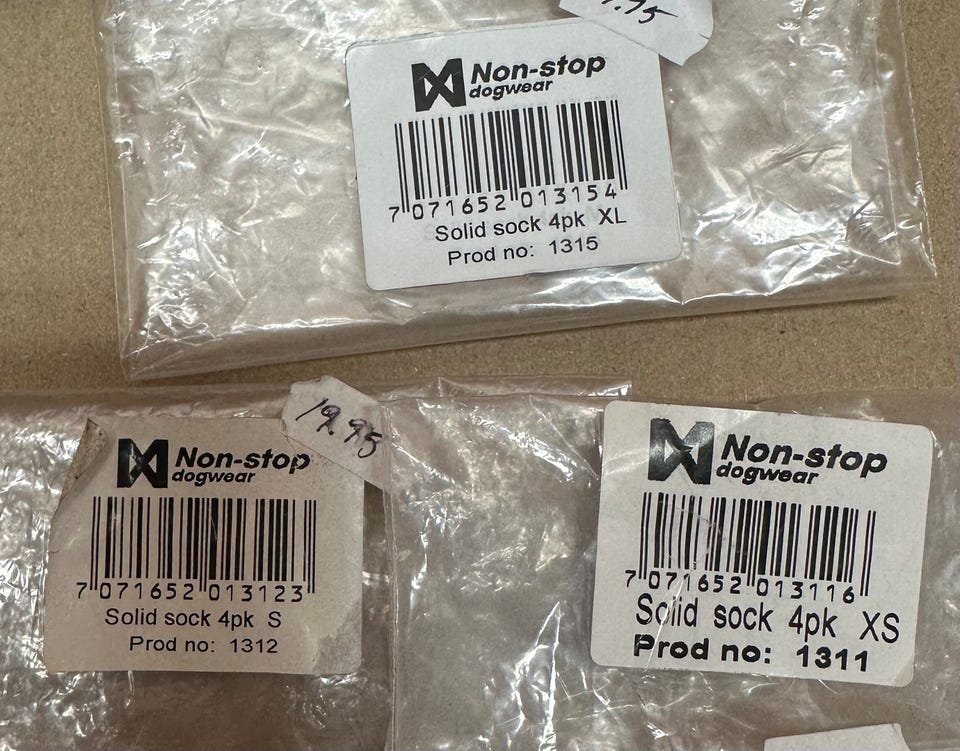 Non-stop
dogwear
7 071652 013154
Solid sock 4pk XL
Prod no: 1315
19.95
Non-stop
dogwear
7 071652 013123
Solid sock 4pk S
Prod no: 1312
Non-stop
dogwear
7 071652 013116
Solid sock 4pk XS
Prod no: 1311